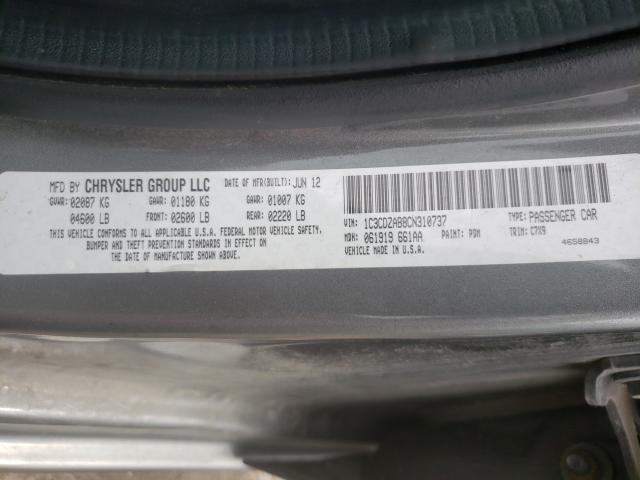 MFD BY CHRYSLER GROUP LLC DATE OF MFR(BUILT): JUN 12
GVWR: 02087 KG GAWR: 01180 KG GAWR: 01007 KG
04600 LB FRONT: 02600 LB REAR: 02220 LB
THIS VEHICLE CONFORMS TO ALL APPLICABLE U.S.A. FEDERAL MOTOR VEHICLE SAFETY,
BUMPER AND THEFT PREVENTION STANDARDS IN EFFECT ON
THE DATE OF MANUFACTURE SHOWN ABOVE.
VIN: 1C3CDZAB8CN310737 TYPE: PASSENGER CAR
MDH: 061919 661AA PAINT: PDM TRIM: C7X9
VEHICLE MADE IN U.S.A. 4658843